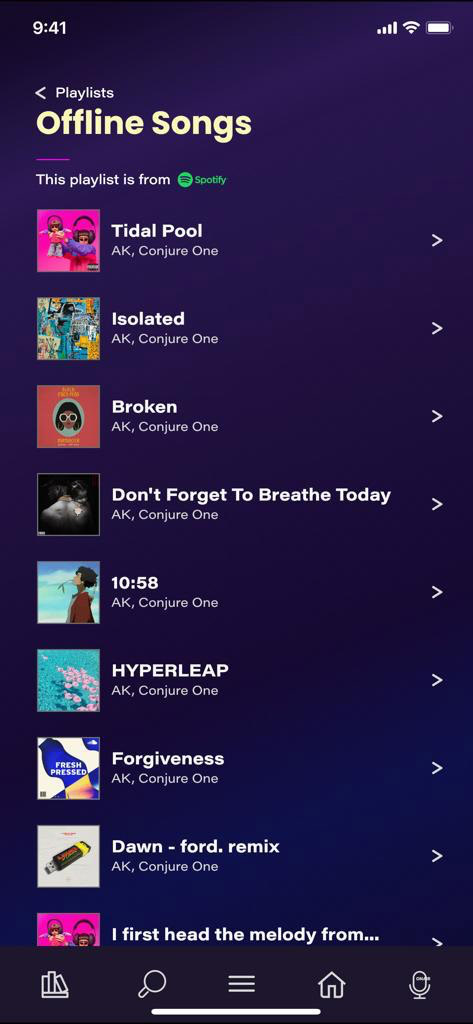 9:41
Playlists
Offline Songs
This playlist is from Spotify
Tidal Pool
AK, Conjure One
Isolated
AK, Conjure One
Broken
AK, Conjure One
Don't Forget To Breathe Today
AK, Conjure One
10:58
AK, Conjure One
HYPERLEAP
AK, Conjure One
FRESH
PRESSED
Forgiveness
AK, Conjure One
Dawn - ford. remix
AK, Conjure One
I first head the melody from...